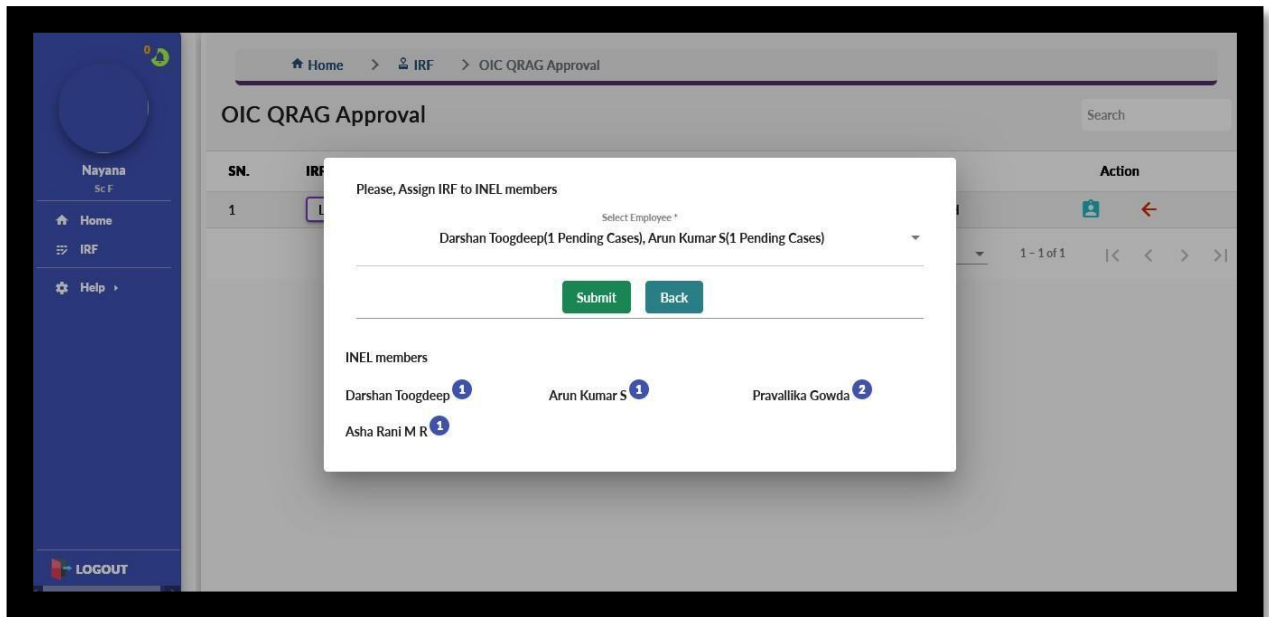 0
Nayana
Sc F
Home
IRF
Help
LOGOUT
Home > IRF > OIC QRAG Approval
OIC QRAG Approval
Search
SN. IRF Action
1
1 - 1 of 1
Please, Assign IRF to INEL members
Select Employee *
Darshan Toogdeep(1 Pending Cases), Arun Kumar S(1 Pending Cases)
Submit Back
INEL members
Darshan Toogdeep 1 Arun Kumar S 1 Pravallika Gowda 2
Asha Rani M R 1